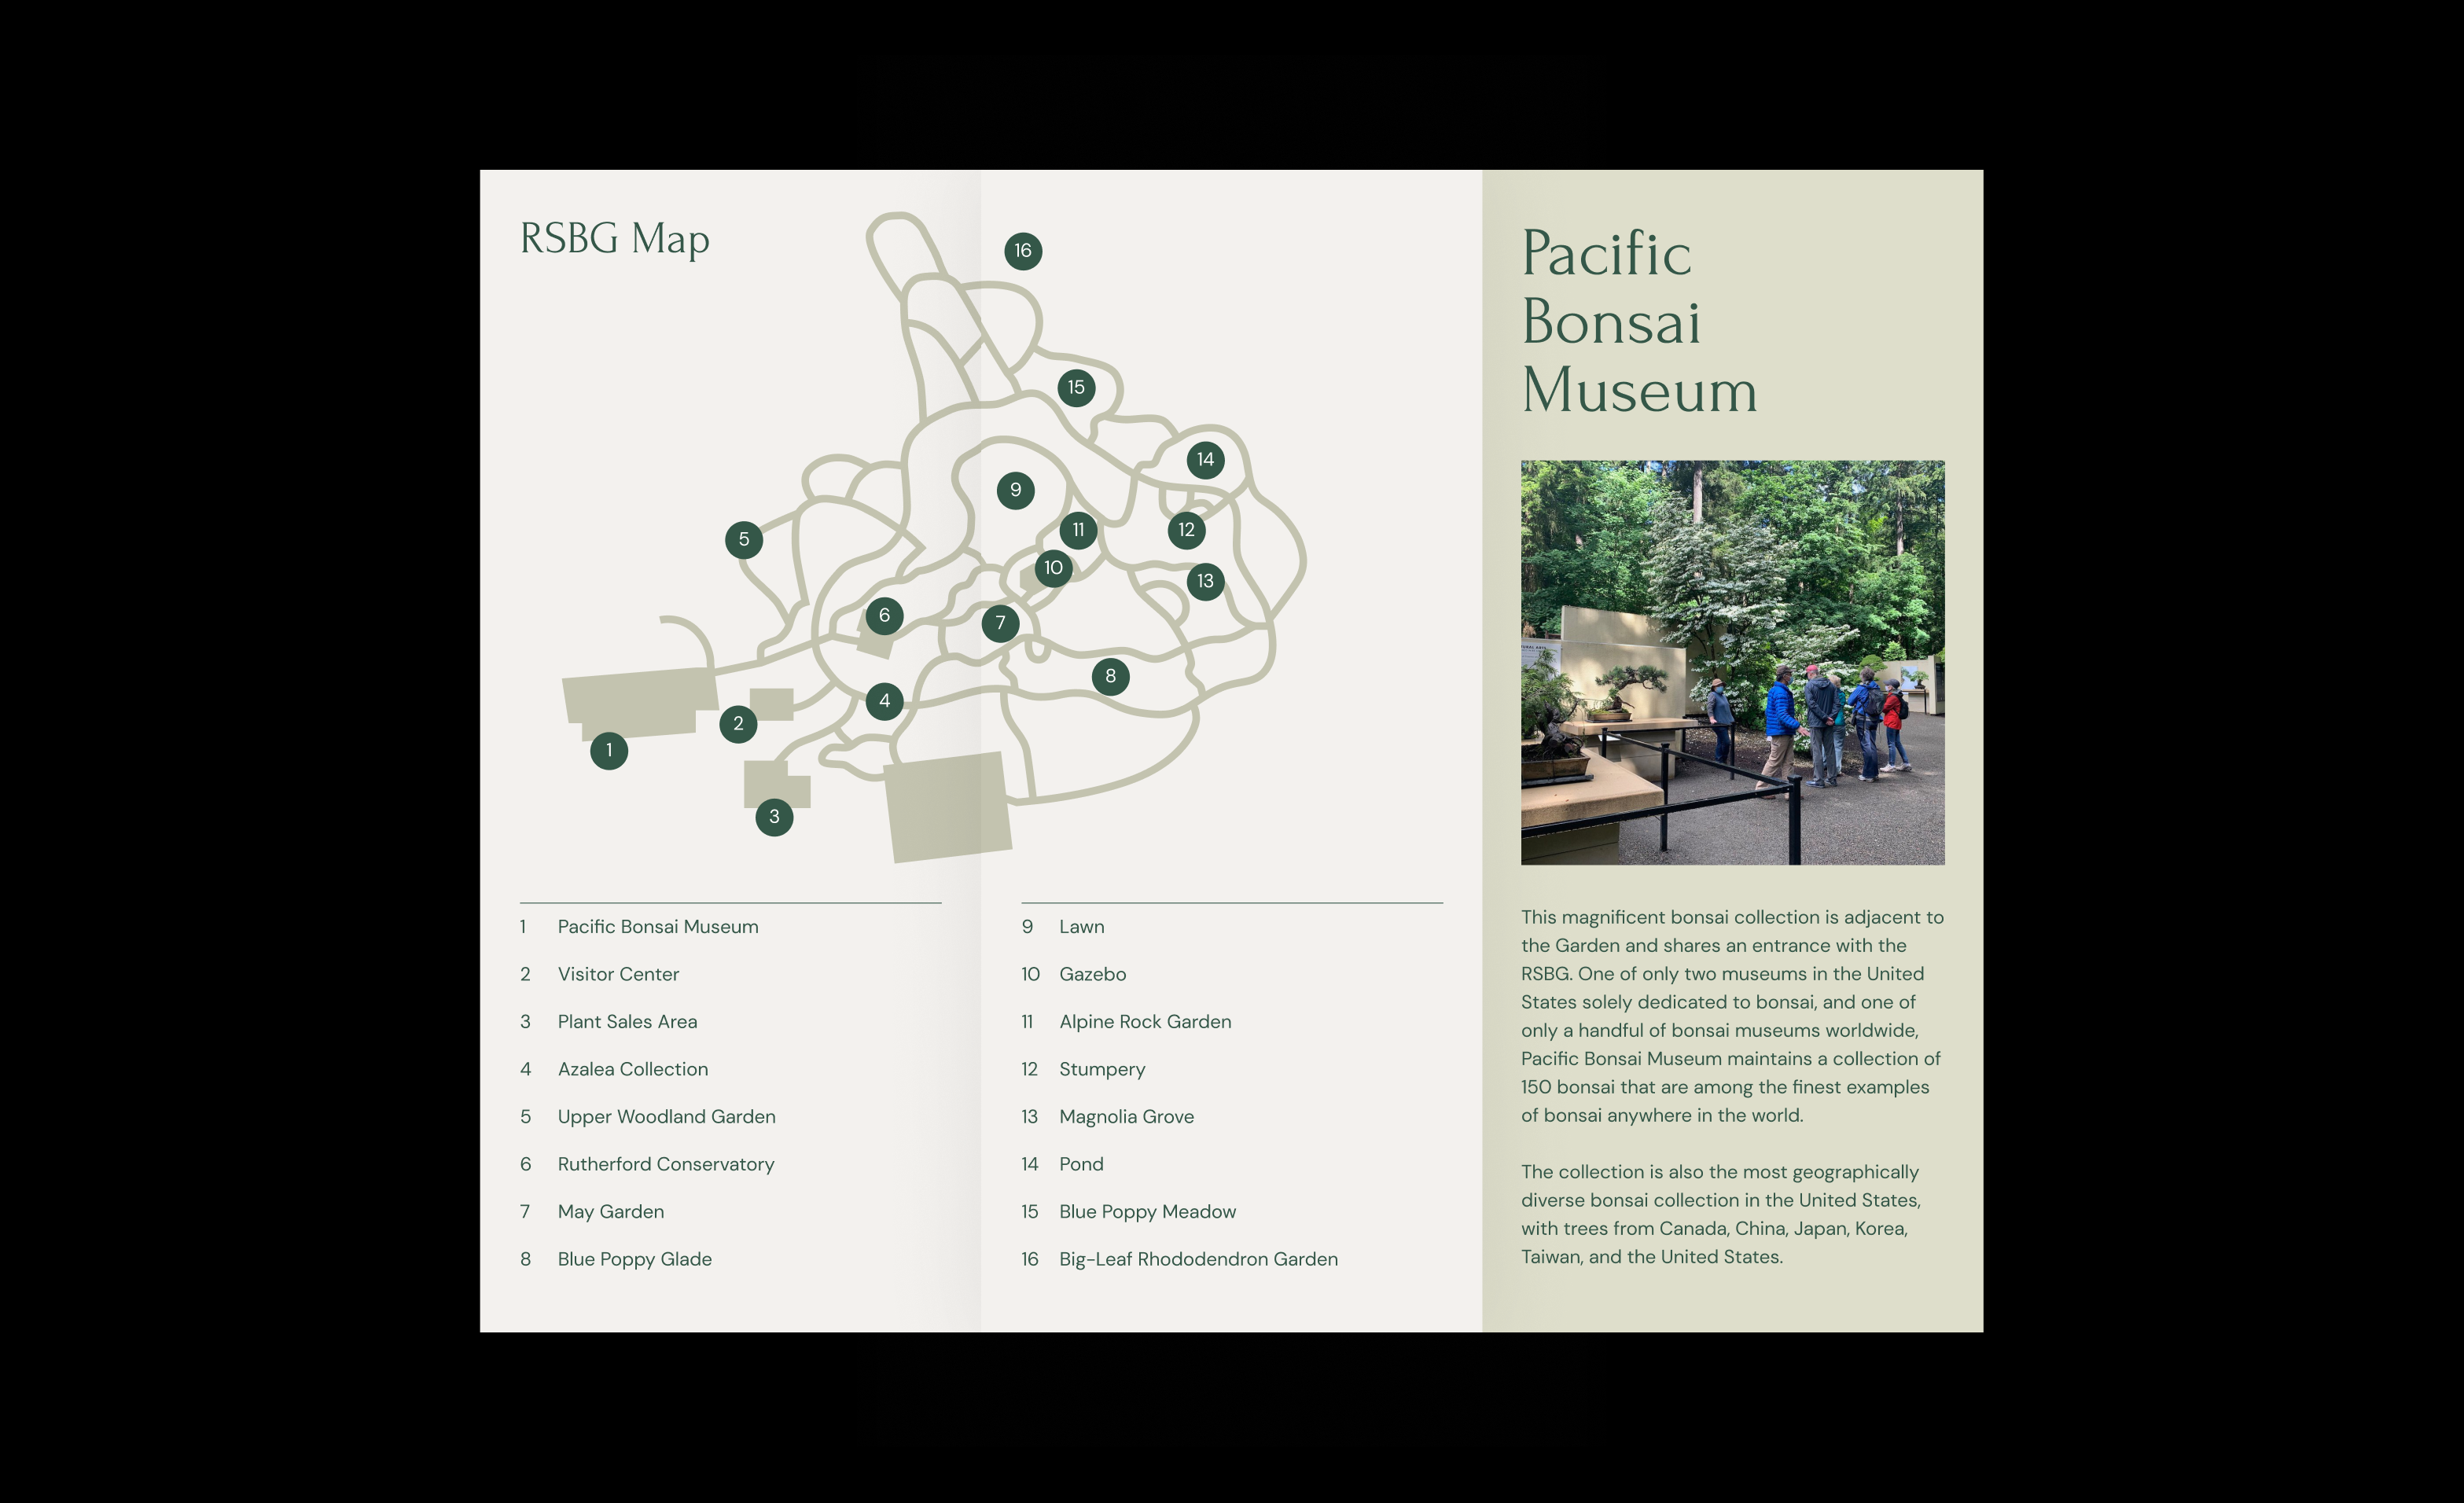 RSBG Map
16
15
14
9
11
12
5
10
13
6
7
8
4
2
1
3
1 Pacific Bonsai Museum
2 Visitor Center
3 Plant Sales Area
4 Azalea Collection
5 Upper Woodland Garden
6 Rutherford Conservatory
7 May Garden
8 Blue Poppy Glade
9 Lawn
10 Gazebo
11 Alpine Rock Garden
12 Stumpery
13 Magnolia Grove
14 Pond
15 Blue Poppy Meadow
16 Big-Leaf Rhododendron Garden
Pacific
Bonsai
Museum
This magnificent bonsai collection is adjacent to
the Garden and shares an entrance with the
RSBG. One of only two museums in the United
States solely dedicated to bonsai, and one of
only a handful of bonsai museums worldwide,
Pacific Bonsai Museum maintains a collection of
150 bonsai that are among the finest examples
of bonsai anywhere in the world.
The collection is also the most geographically
diverse bonsai collection in the United States,
with trees from Canada, China, Japan, Korea,
Taiwan, and the United States.